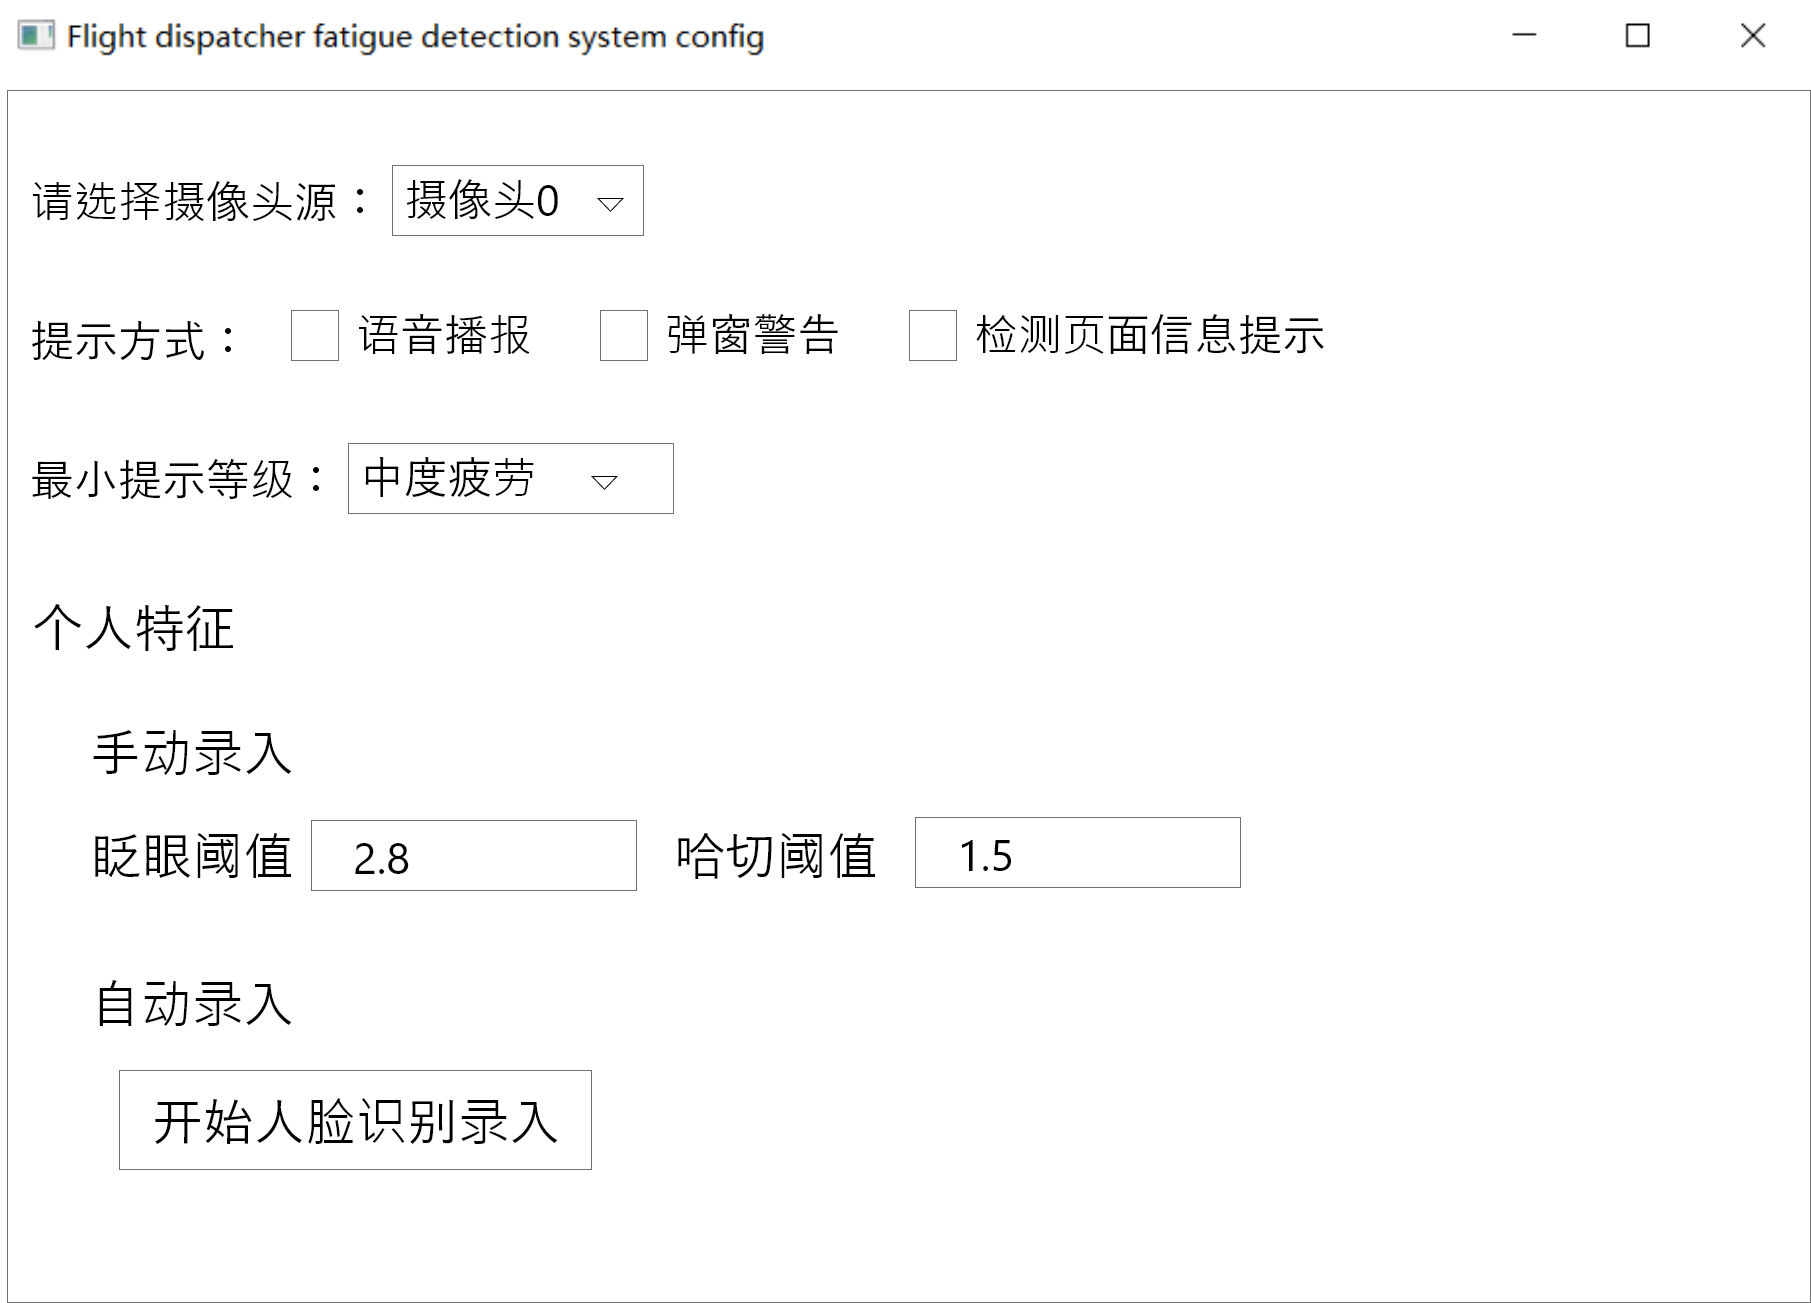 Flight dispatcher fatigue detection system config
请选择摄像头源： 摄像头0
提示方式： 语音播报 弹窗警告 检测页面信息提示
最小提示等级： 中度疲劳
个人特征
手动录入
眨眼阈值 2.8 哈切阈值 1.5
自动录入
开始人脸识别录入